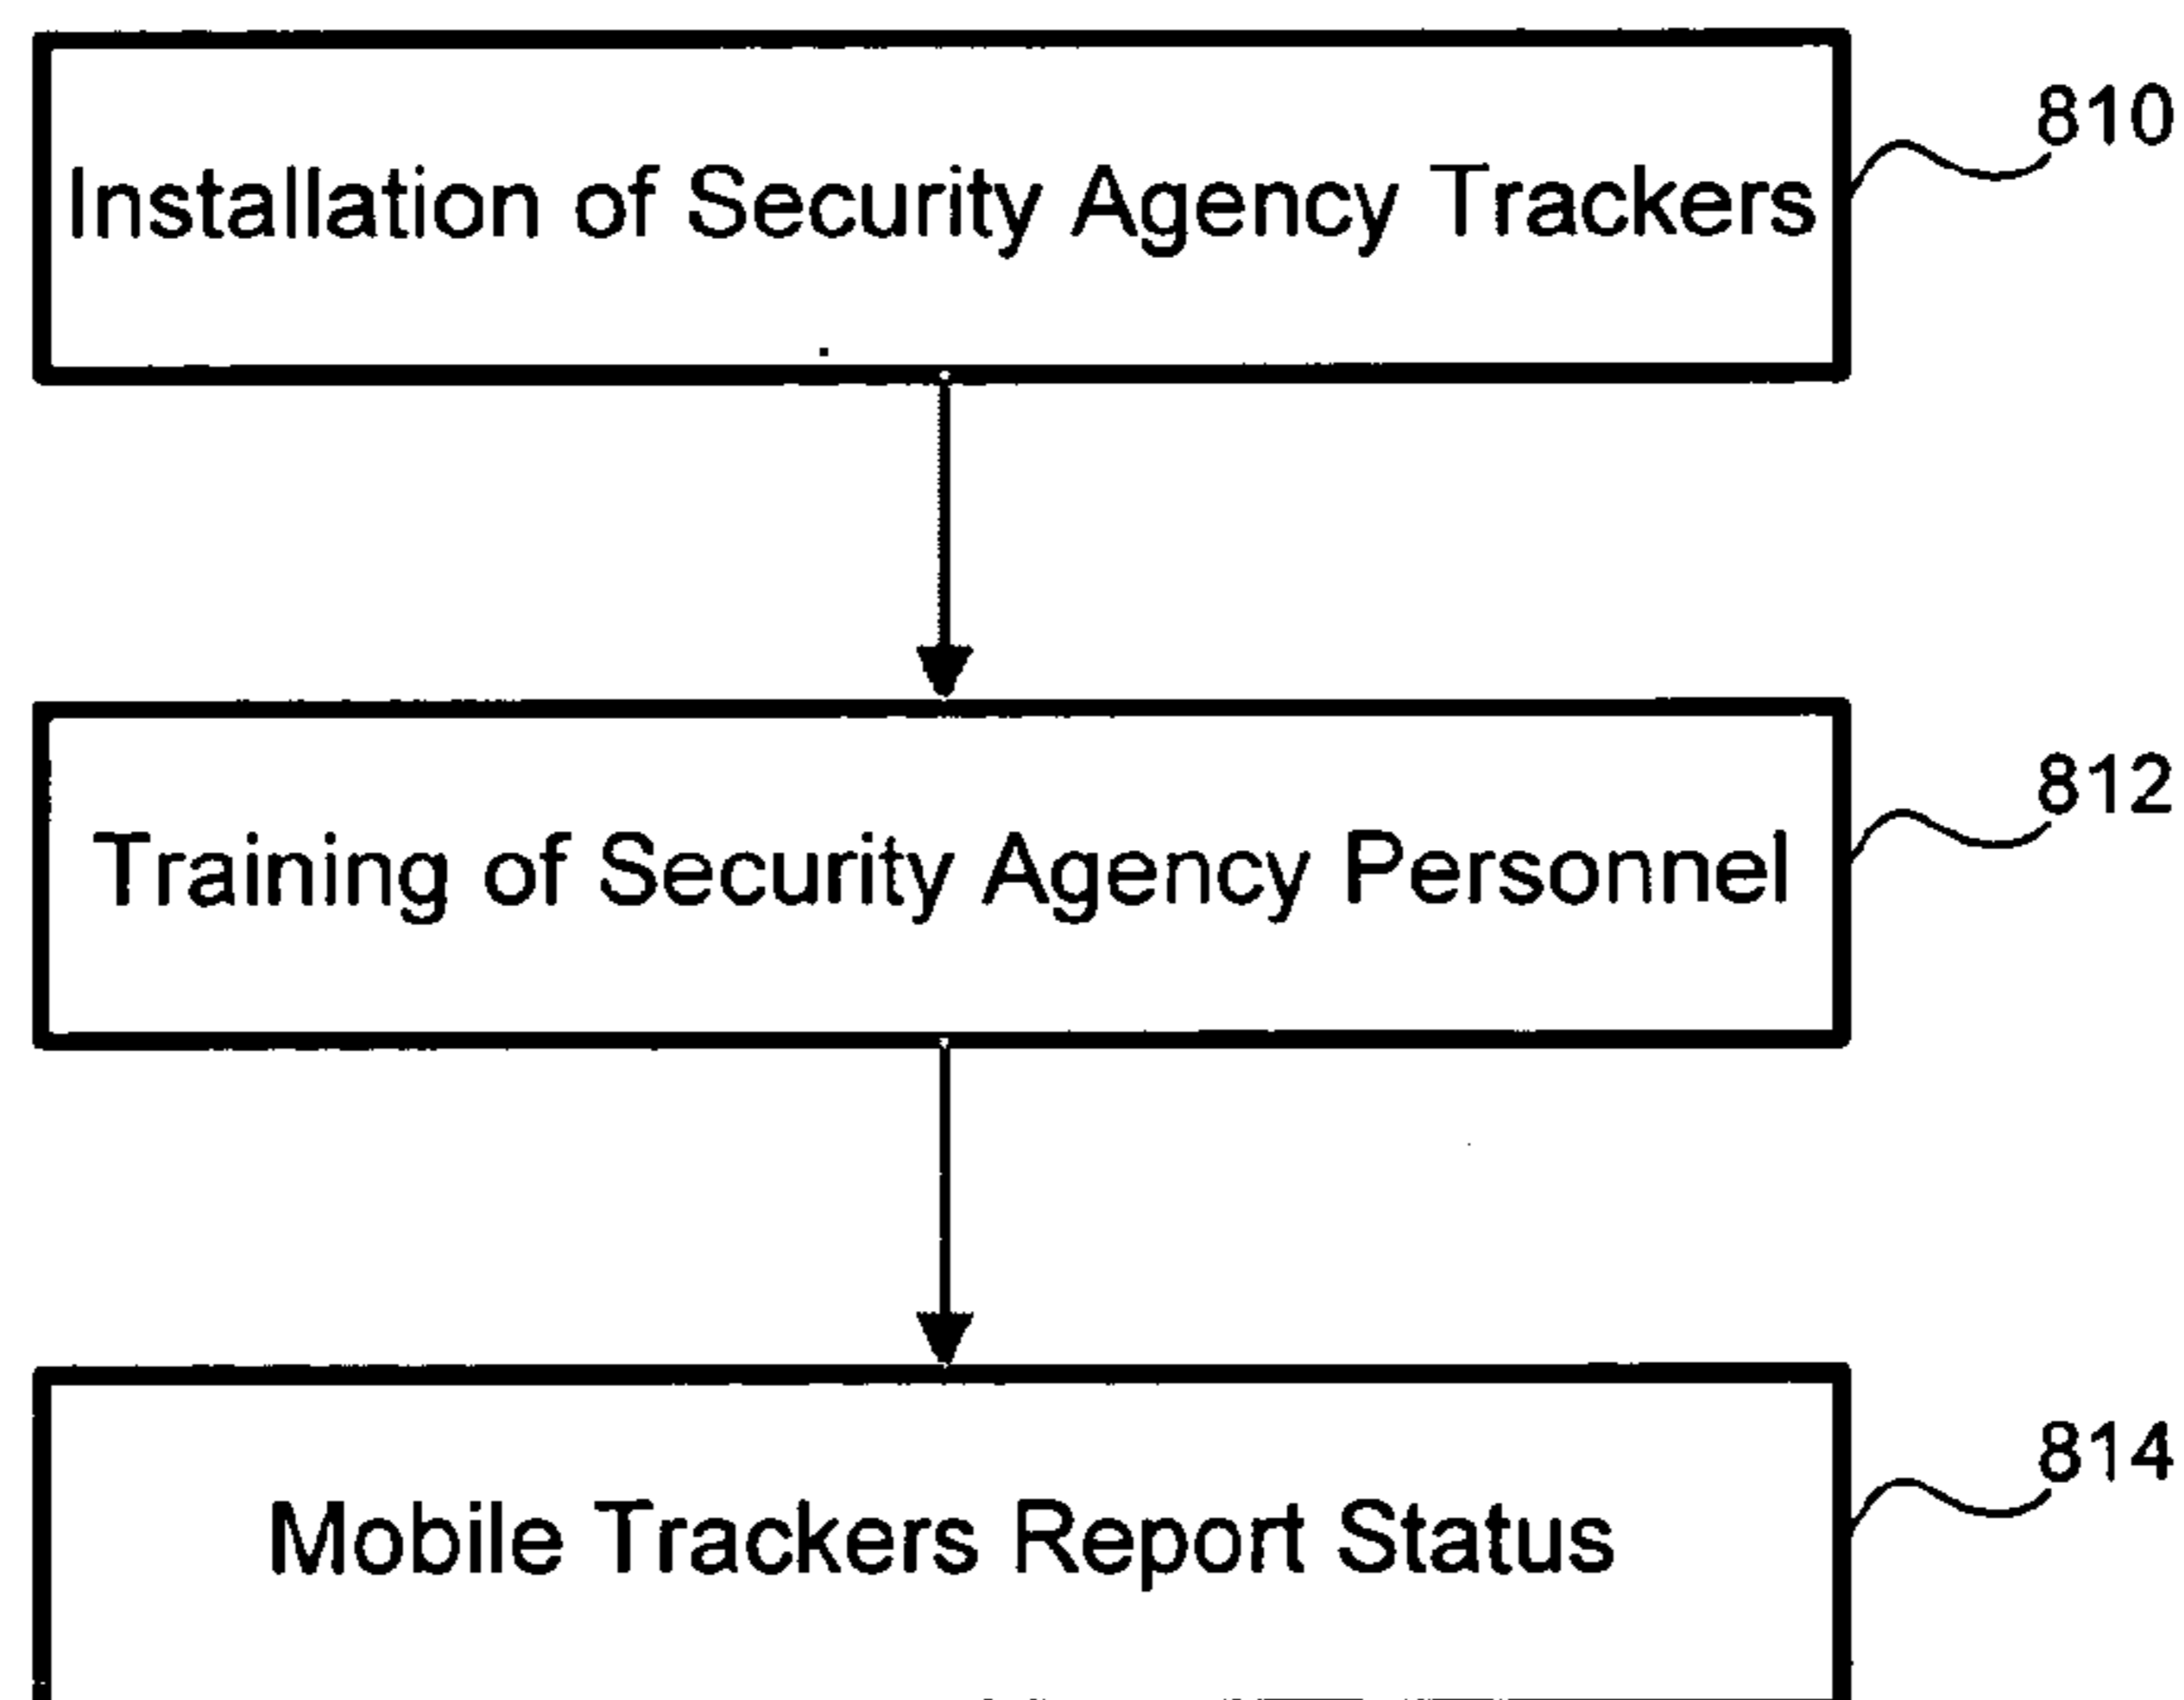 Installation of Security Agency Trackers
810
Training of Security Agency Personnel
812
Mobile Trackers Report Status
814